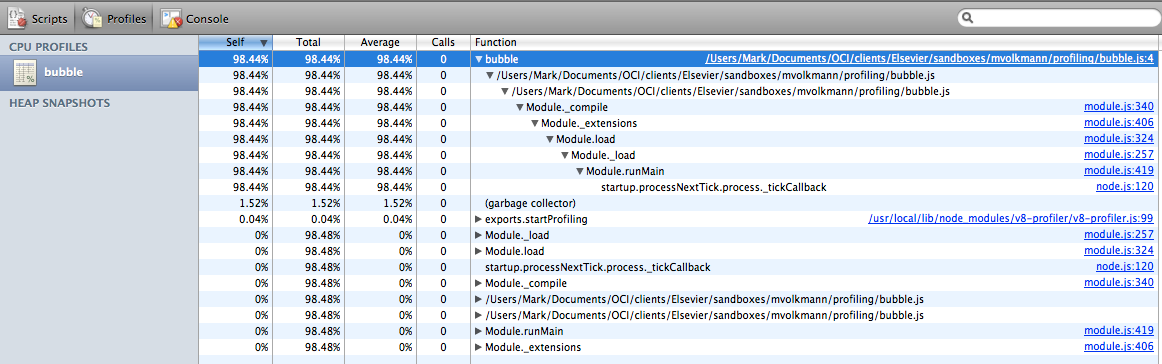 Scripts Profiles Console
CPU PROFILES
bubble
HEAP SNAPSHOTS
Self Total Average Calls Function
98.44% 98.44% 98.44% 0 bubble /Users/Mark/Documents/OCI/clients/Elsevier/sandboxes/mvolkmann/profiling/bubble.js:4
98.44% 98.44% 98.44% 0 /Users/Mark/Documents/OCI/clients/Elsevier/sandboxes/mvolkmann/profiling/bubble.js
98.44% 98.44% 98.44% 0 /Users/Mark/Documents/OCI/clients/Elsevier/sandboxes/mvolkmann/profiling/bubble.js
98.44% 98.44% 98.44% 0 Module._compile module.js:340
98.44% 98.44% 98.44% 0 Module._extensions module.js:406
98.44% 98.44% 98.44% 0 Module.load module.js:324
98.44% 98.44% 98.44% 0 Module._load module.js:257
98.44% 98.44% 98.44% 0 Module.runMain module.js:419
98.44% 98.44% 98.44% 0 startup.processNextTick.process._tickCallback node.js:120
1.52% 1.52% 1.52% 0 (garbage collector)
0.04% 0.04% 0.04% 0 exports.startProfiling /usr/local/lib/node_modules/v8-profiler/v8-profiler.js:99
0% 98.48% 0% 0 Module._load module.js:257
0% 98.48% 0% 0 Module.load module.js:324
0% 98.48% 0% 0 startup.processNextTick.process._tickCallback node.js:120
0% 98.48% 0% 0 Module._compile module.js:340
0% 98.48% 0% 0 /Users/Mark/Documents/OCI/clients/Elsevier/sandboxes/mvolkmann/profiling/bubble.js
0% 98.48% 0% 0 /Users/Mark/Documents/OCI/clients/Elsevier/sandboxes/mvolkmann/profiling/bubble.js
0% 98.48% 0% 0 Module.runMain module.js:419
0% 98.48% 0% 0 Module._extensions module.js:406